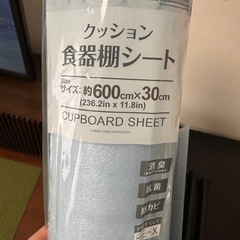 クッション
食器棚シート
Size
サイズ：約600cm×30cm
(236.2in x 11.8in)
CUPBOARD SHEET
消臭
抗菌
防カビ